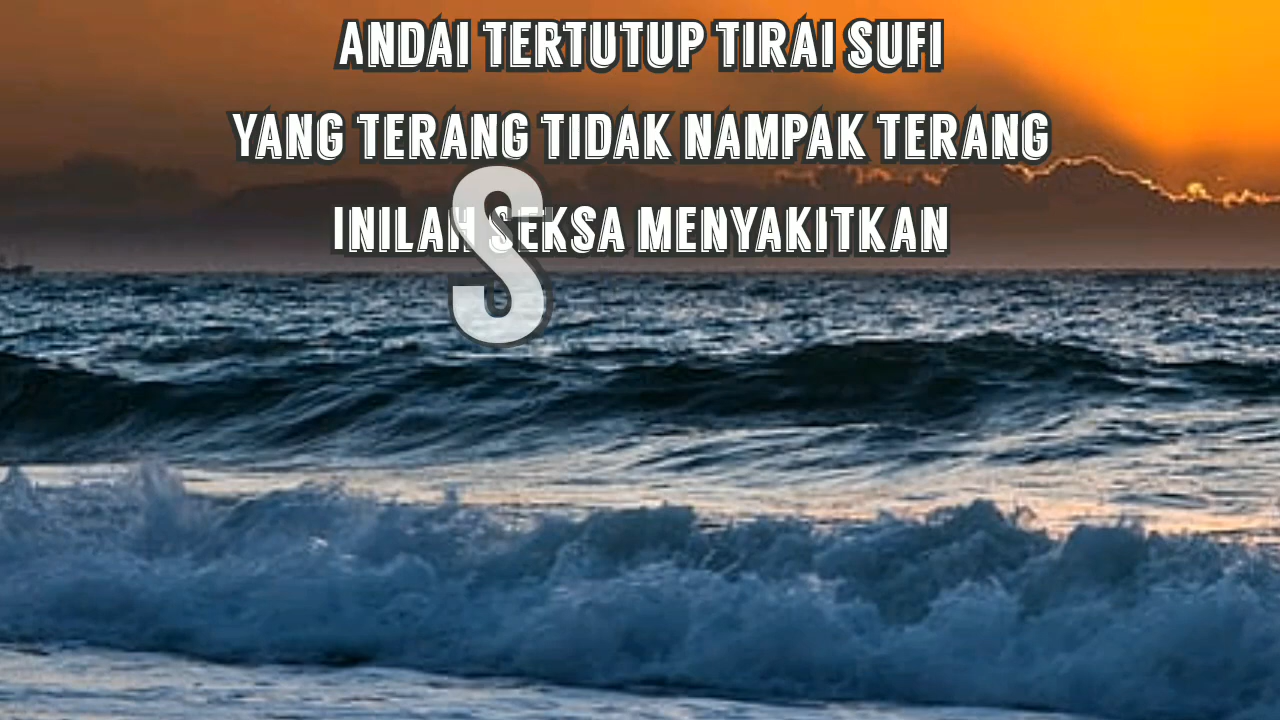 ANDAI TERTUTUP TIRAI SUFI
YANG TERANG TIDAK NAMPAK TERANG
INILAH SEKSA MENYAKITKAN
S